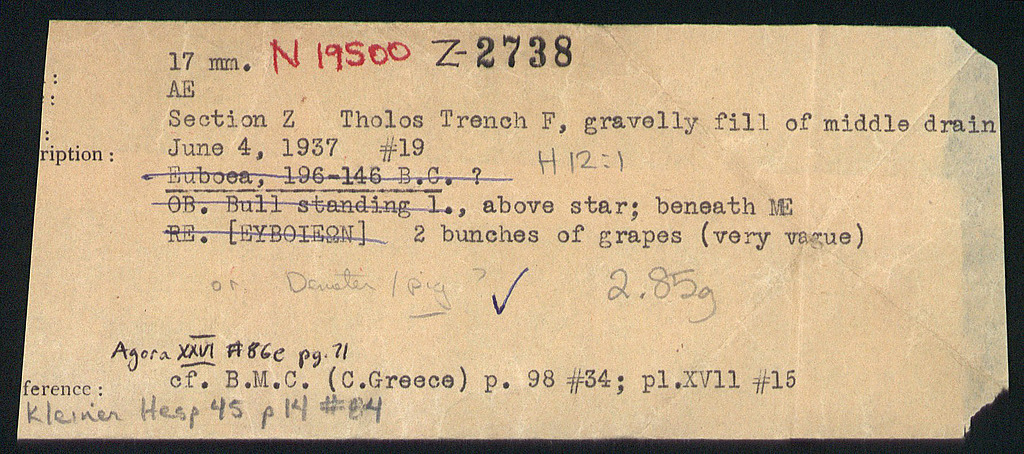 17 mm. N 19500 Z-2738
:
:
AE
: Section Z Tholos Trench F, gravelly fill of middle drain
ription : June 4, 1937 #19 H 12:1
Euboea, 196-146 B.C. ?
OB. Bull standing l., above star; beneath ME
RE. [ΕΥΒΟΙΕΩΝ] 2 bunches of grapes (very vague)
or Demeter / pig ? ✓ 2.85g
Agora XXVI #86e pg. 71
ference : cf. B.M.C. (C.Greece) p. 98 #34; pl.XVll #15
Kleiner Hesp 45 p 14 #84